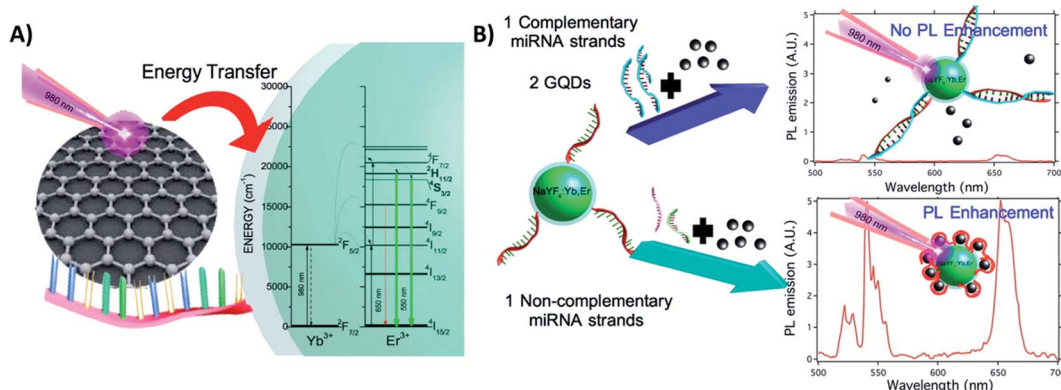 A)
Energy Transfer
980 nm
ENERGY (cm⁻¹)
30000
25000
20000
15000
10000
5000
0
980 nm
650 nm
550 nm
²F₅/₂
²F₇/₂
Yb³⁺
⁴F₇/₂
²H₁₁/₂
⁴S₃/₂
⁴F₉/₂
⁴I₉/₂
⁴I₁₁/₂
⁴I₁₃/₂
⁴I₁₅/₂
Er³⁺
B)
1 Complementary
miRNA strands
2 GQDs
NaYF₄:Yb,Er
1 Non-complementary
miRNA strands
No PL Enhancement
980 nm
NaYF₄:Yb,Er
PL emission (A.U.)
5
4
3
2
1
0
500 550 600 650 700
Wavelength (nm)
PL Enhancement
980 nm
NaYF₄:Yb,Er
PL emission (A.U.)
5
4
3
2
1
0
500 550 600 650 70
Wavelength (nm)